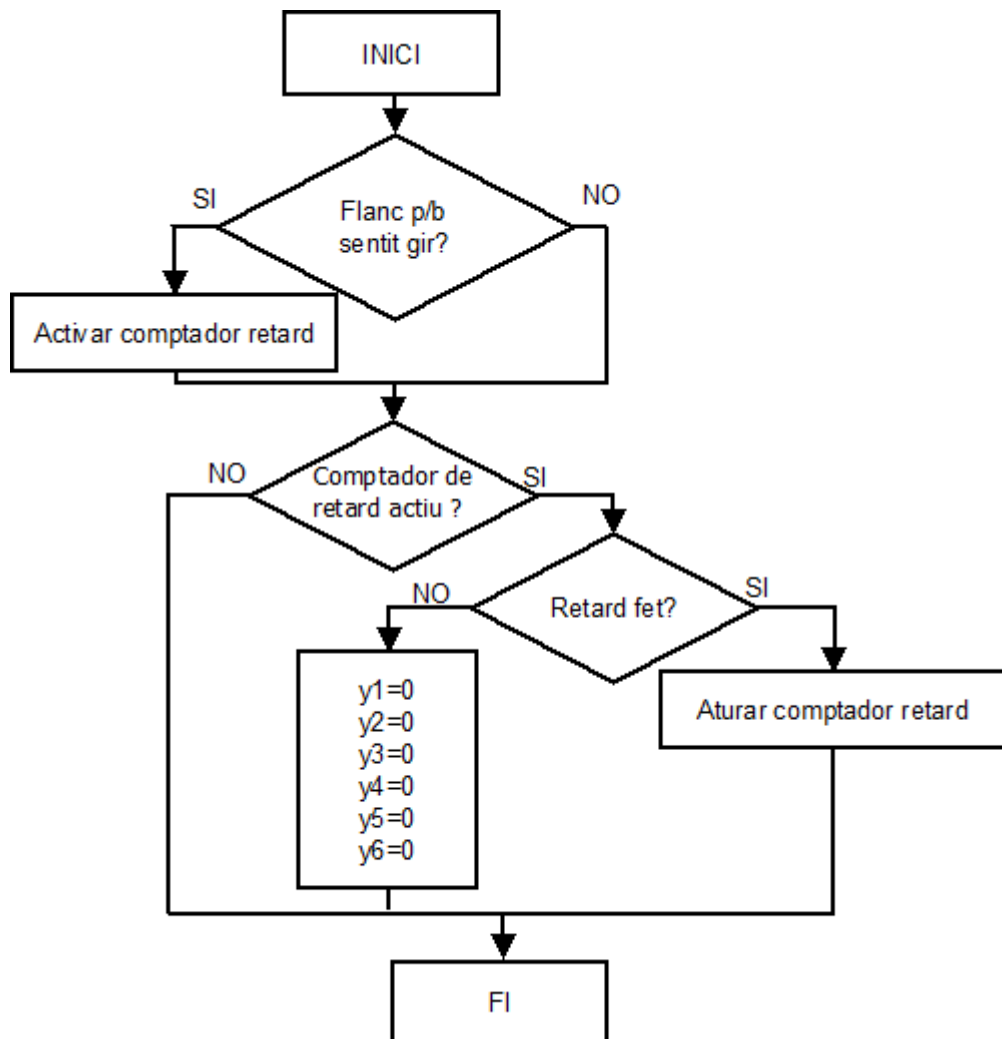 INICI
SI
NO
Flanc p/b
sentit gir?
Activar comptador retard
NO
SI
Comptador de
retard actiu ?
NO
SI
Retard fet?
y1=0
y2=0
y3=0
y4=0
y5=0
y6=0
Aturar comptador retard
FI